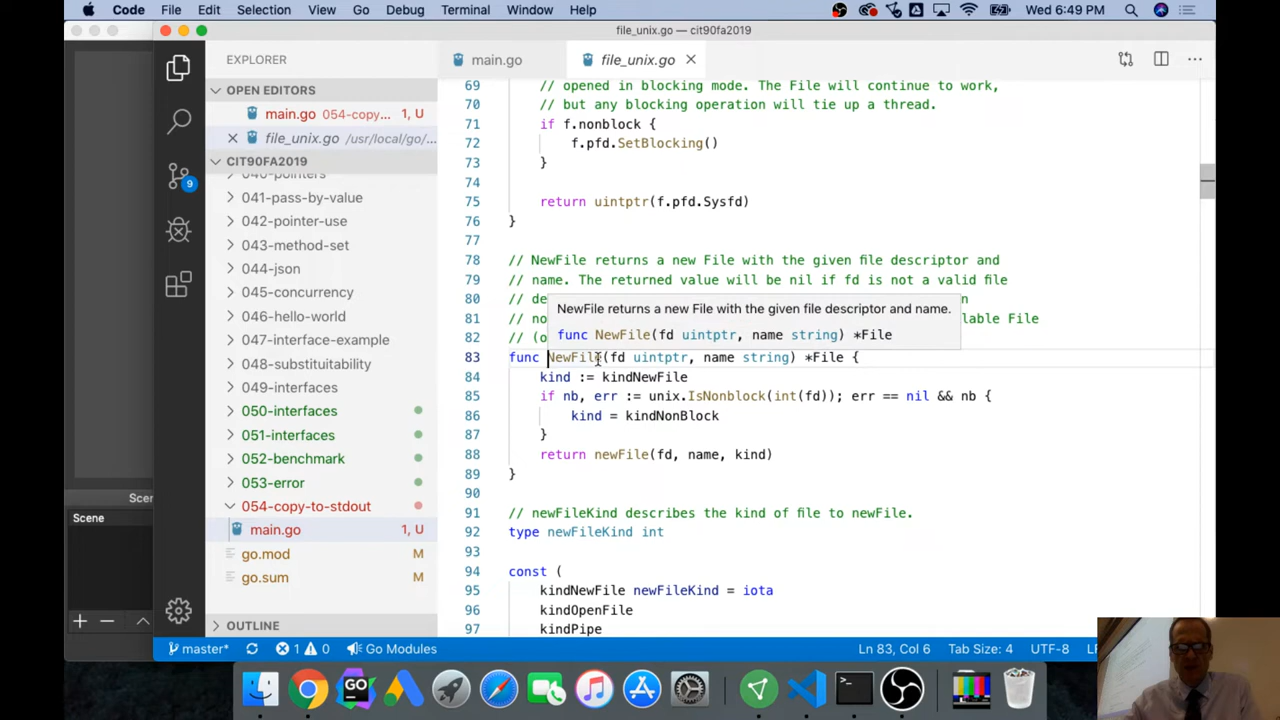 Code File Edit Selection View Go Debug Terminal Window Help Wed 6:49 PM
file_unix.go — cit90fa2019
EXPLORER
main.go
file_unix.go
OPEN EDITORS
main.go 054-copy... 1, U
file_unix.go /usr/local/go/...
CIT90FA2019
040-pointers
041-pass-by-value
042-pointer-use
043-method-set
044-json
045-concurrency
046-hello-world
047-interface-example
048-substituitability
050-interfaces
051-interfaces
052-benchmark
053-error
054-copy-to-stdout
main.go 1, U
go.mod M
go.sum M
OUTLINE
9
69 // opened in blocking mode. The File will continue to work,
70 // but any blocking operation will tie up a thread.
71 if f.nonblock {
72 f.pfd.SetBlocking()
73 }
74
75 return uintptr(f.pfd.Sysfd)
76 }
77
78 // NewFile returns a new File with the given file descriptor and
79 // name. The returned value will be nil if fd is not a valid file
80 // de
NewFile returns a new File with the given file descriptor and name.
81 // no lable File
func NewFile(fd uintptr, name string) *File
82 // (o
83 func NewFile(fd uintptr, name string) *File {
84 kind := kindNewFile
85 if nb, err := unix.IsNonblock(int(fd)); err == nil && nb {
86 kind = kindNonBlock
87 }
88 return newFile(fd, name, kind)
89 }
90
91 // newFileKind describes the kind of file to newFile.
92 type newFileKind int
93
94 const (
95 kindNewFile newFileKind = iota
96 kindOpenFile
97 kindPipe
Scen
Scene
master* 1 0 Go Modules Ln 83, Col 6 Tab Size: 4 UTF-8
GO